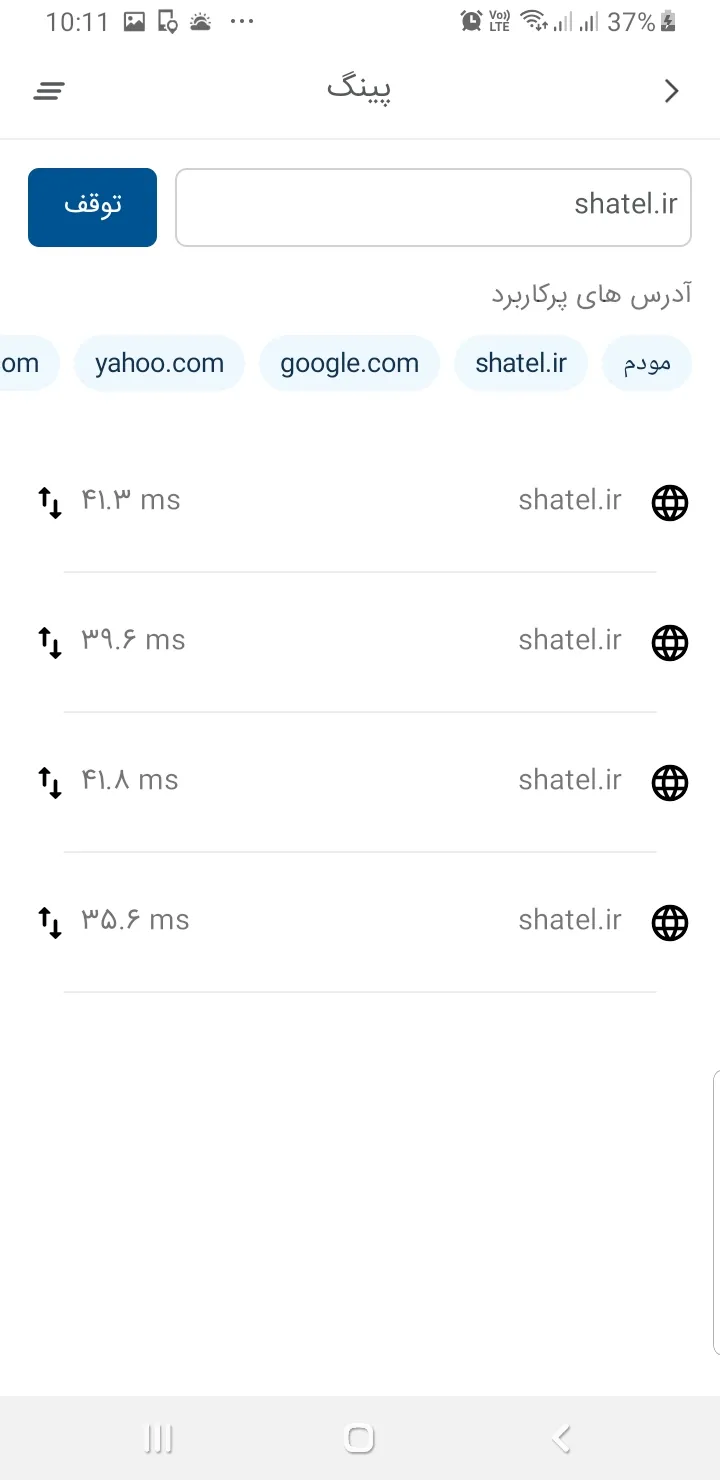 10:11 Vo)) LTE 37%
پینگ
shatel.ir توقف
آدرس های پرکاربرد
مودم shatel.ir google.com yahoo.com om
shatel.ir ۴۱.۳ ms
shatel.ir ۳۹.۶ ms
shatel.ir ۴۱.۸ ms
shatel.ir ۳۵.۶ ms